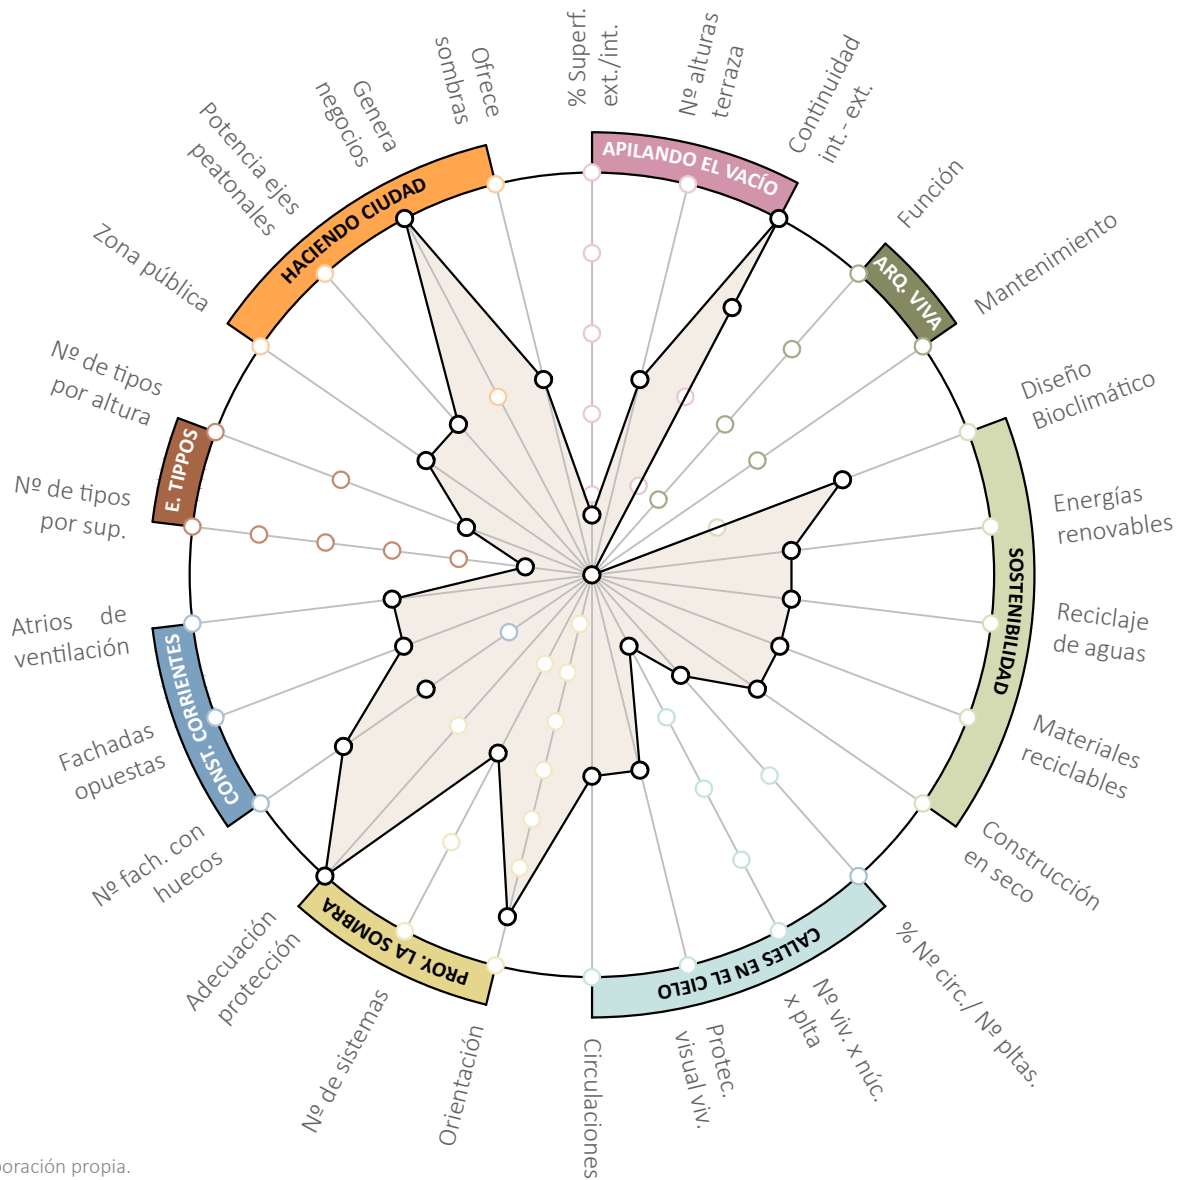 % Superf.
ext./int.
Nº alturas
terraza
Continuidad
int.- ext.
Función
Mantenimiento
Diseño
Bioclimático
Energías
renovables
Reciclaje
de aguas
Materiales
reciclables
Construcción
en seco
% Nº circ./ Nº pltas.
Nº viv. x núc.
x plta
Protec.
visual viv.
Circulaciones
Orientación
Nº de sistemas
Adecuación
protección
Nº fach. con
huecos
Fachadas
opuestas
Atrios de
ventilación
Nº de tipos
por sup.
Nº de tipos
por altura
Zona pública
Potencia ejes
peatonales
Genera
negocios
Ofrece
sombras
APILANDO EL VACÍO
ARQ. VIVA
SOSTENIBILIDAD
CALLES EN EL CIELO
PROY. LA SOMBRA
CONST. CORRIENTES
E. TIPPOS
HACIENDO CIUDAD
oración propia.